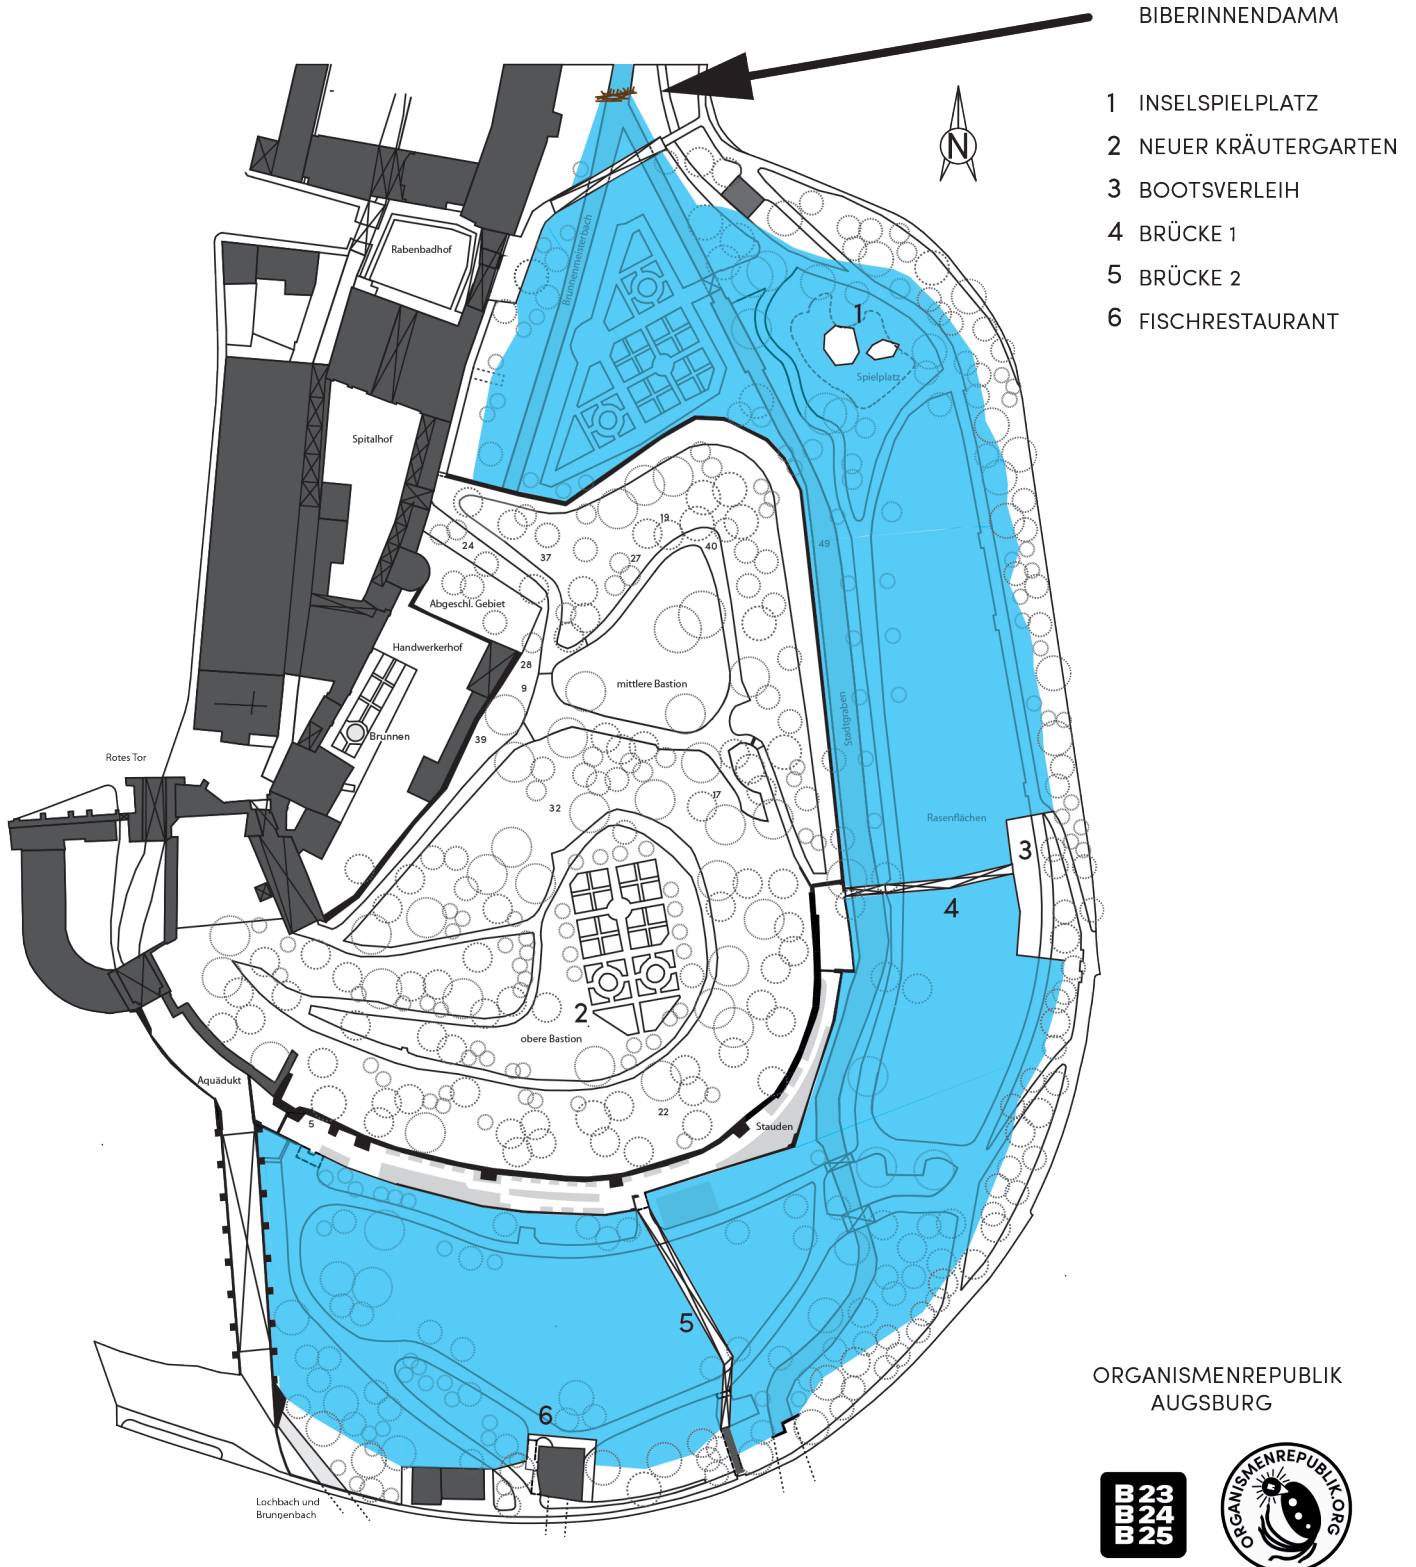 BIBERINNENDAMM
1 INSELSPIELPLATZ
2 NEUER KRÄUTERGARTEN
3 BOOTSVERLEIH
4 BRÜCKE 1
5 BRÜCKE 2
6 FISCHRESTAURANT
N
Rabenbadhof
Brunnenmeisterbach
1
Spielplatz
Spitalhof
24
37
19
27
40
49
Abgeschl. Gebiet
Handwerkerhof
28
9
mittlere Bastion
39
Brunnen
Stadtgraben
Rotes Tor
32
17
Rasenflächen
3
4
2
obere Bastion
Aquädukt
5
22
Stauden
5
6
Lochbach und
Brunnenbach
ORGANISMENREPUBLIK
AUGSBURG
B 23
B 24
B 25
ORGANISMENREPUBLIK.ORG